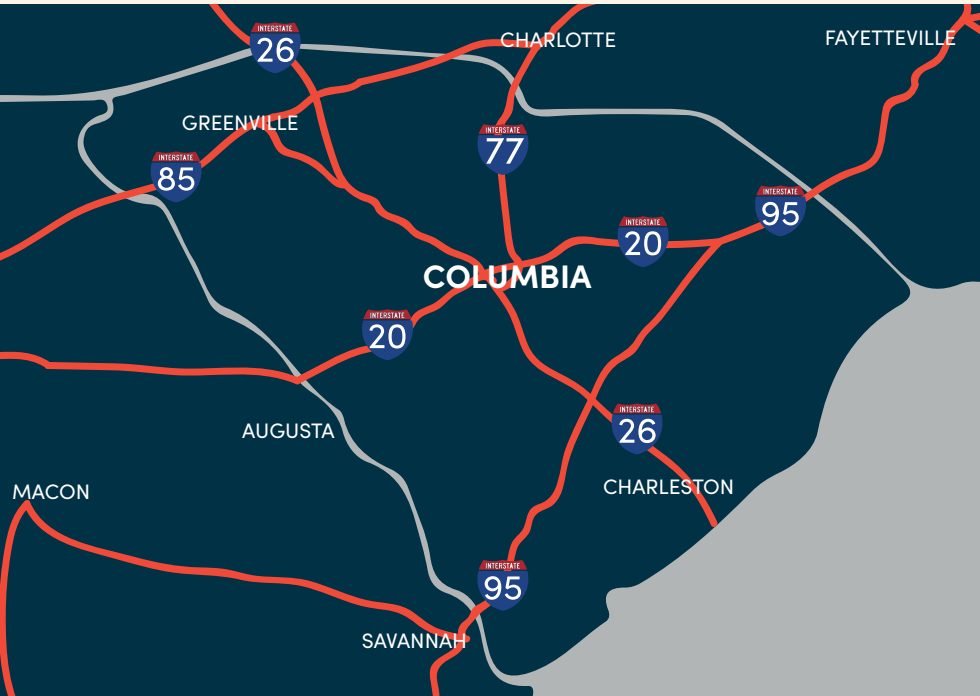 INTERSTATE
26
CHARLOTTE
FAYETTEVILLE
GREENVILLE
INTERSTATE
77
INTERSTATE
85
INTERSTATE
95
INTERSTATE
20
COLUMBIA
INTERSTATE
20
INTERSTATE
26
AUGUSTA
CHARLESTON
MACON
INTERSTATE
95
SAVANNAH